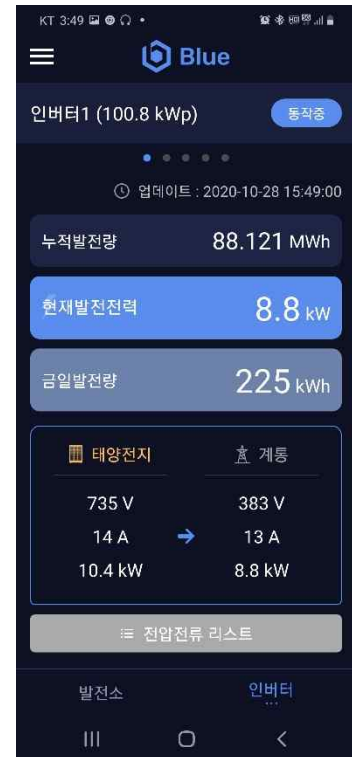 KT 3:49
Blue
인버터1 (100.8 kWp)
동작중
업데이트 : 2020-10-28 15:49:00
누적발전량 88.121 MWh
현재발전전력 8.8 kW
금일발전량 225 kWh
태양전지 계통
735 V 383 V
14 A 13 A
10.4 kW 8.8 kW
전압전류 리스트
발전소 인버터